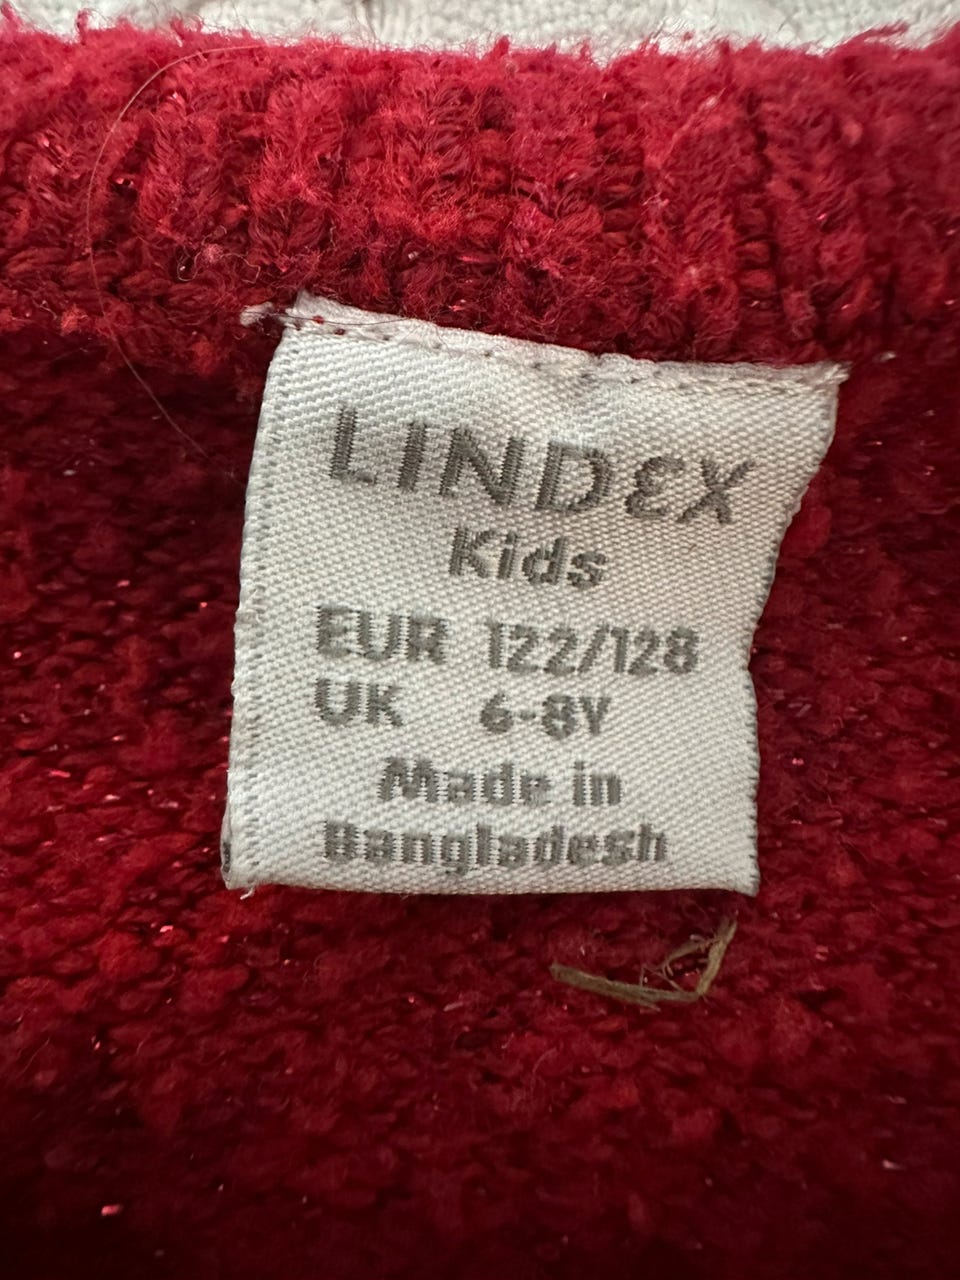 LINDEX
Kids
EUR 122/128
UK 6-8Y
Made in
Bangladesh